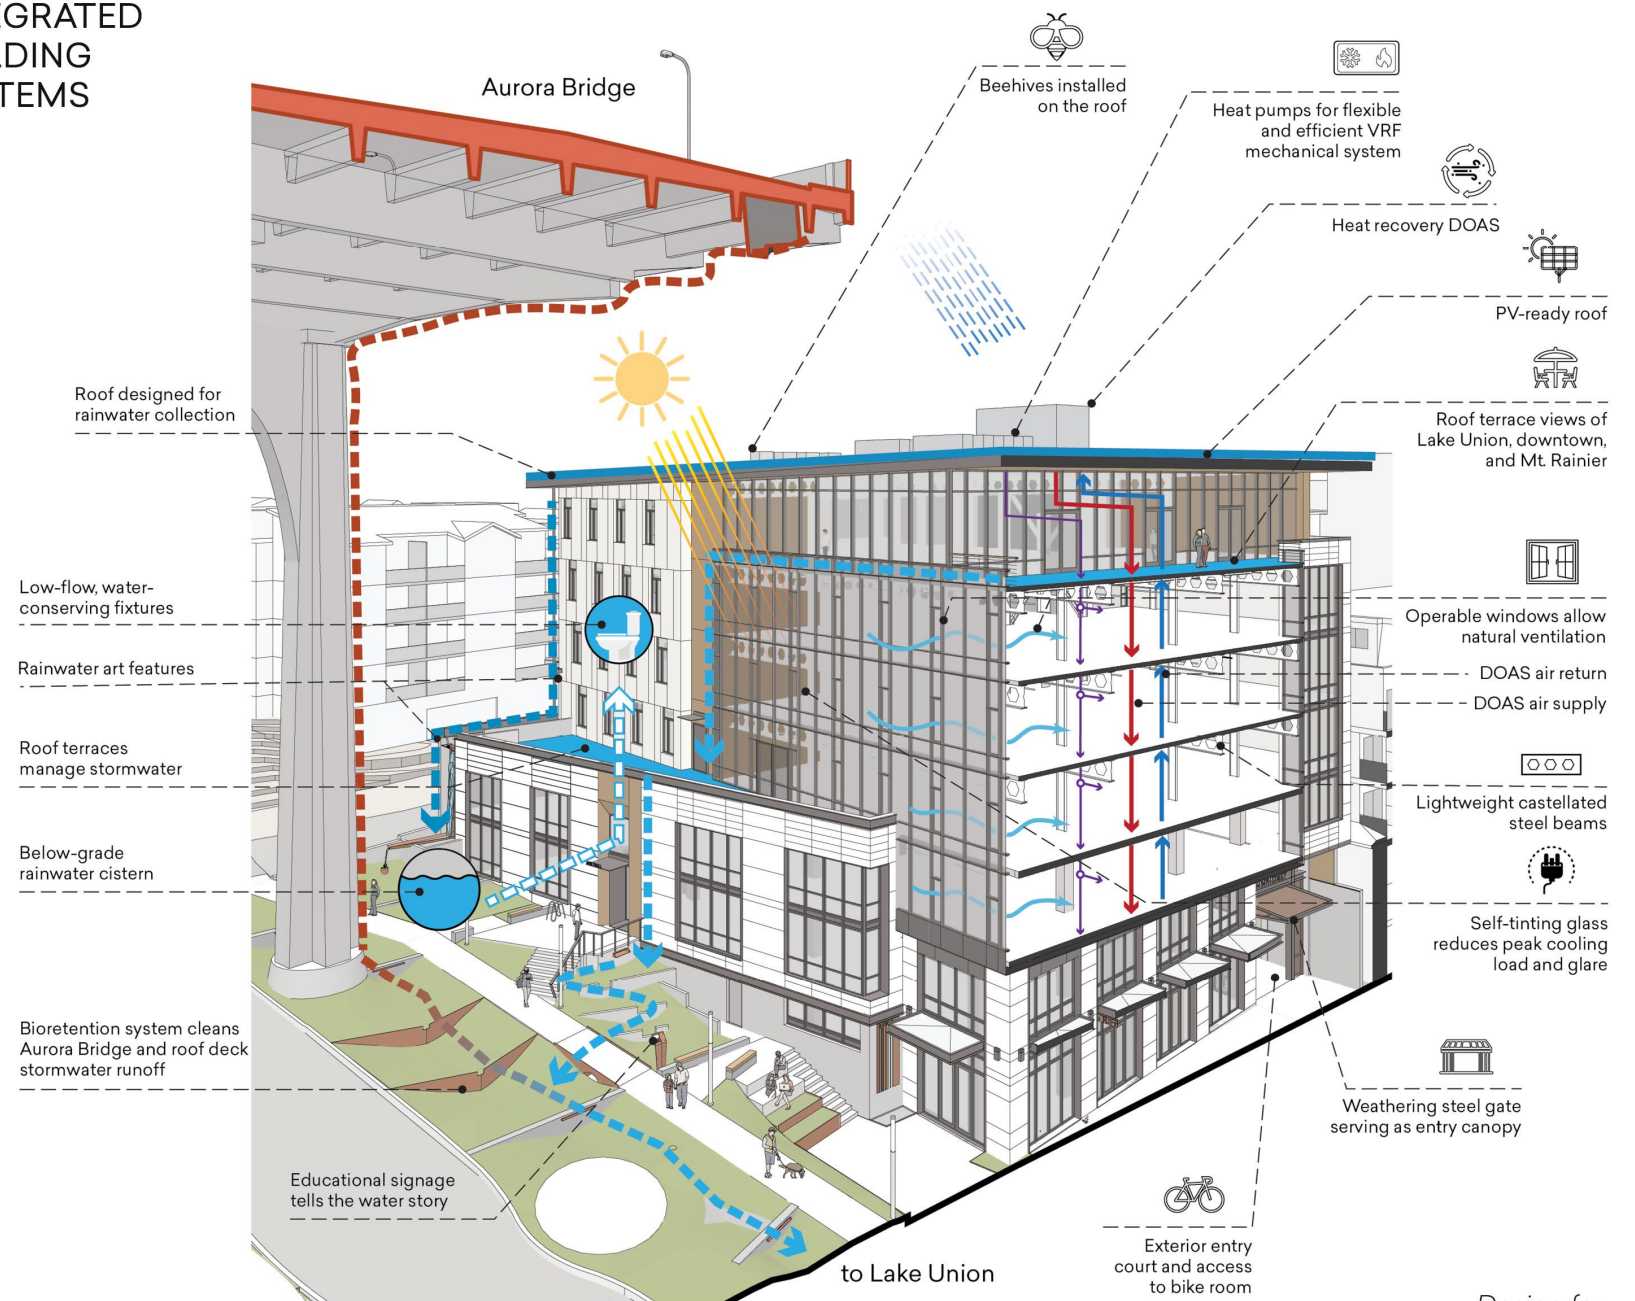 EGRATED
LDING
TEMS
Aurora Bridge
Beehives installed
on the roof
Heat pumps for flexible
and efficient VRF
mechanical system
Heat recovery DOAS
PV-ready roof
Roof terrace views of
Lake Union, downtown,
and Mt. Rainier
Operable windows allow
natural ventilation
DOAS air return
DOAS air supply
Lightweight castellated
steel beams
Self-tinting glass
reduces peak cooling
load and glare
Weathering steel gate
serving as entry canopy
Exterior entry
court and access
to bike room
Roof designed for
rainwater collection
Low-flow, water-
conserving fixtures
Rainwater art features
Roof terraces
manage stormwater
Below-grade
rainwater cistern
Bioretention system cleans
Aurora Bridge and roof deck
stormwater runoff
Educational signage
tells the water story
to Lake Union